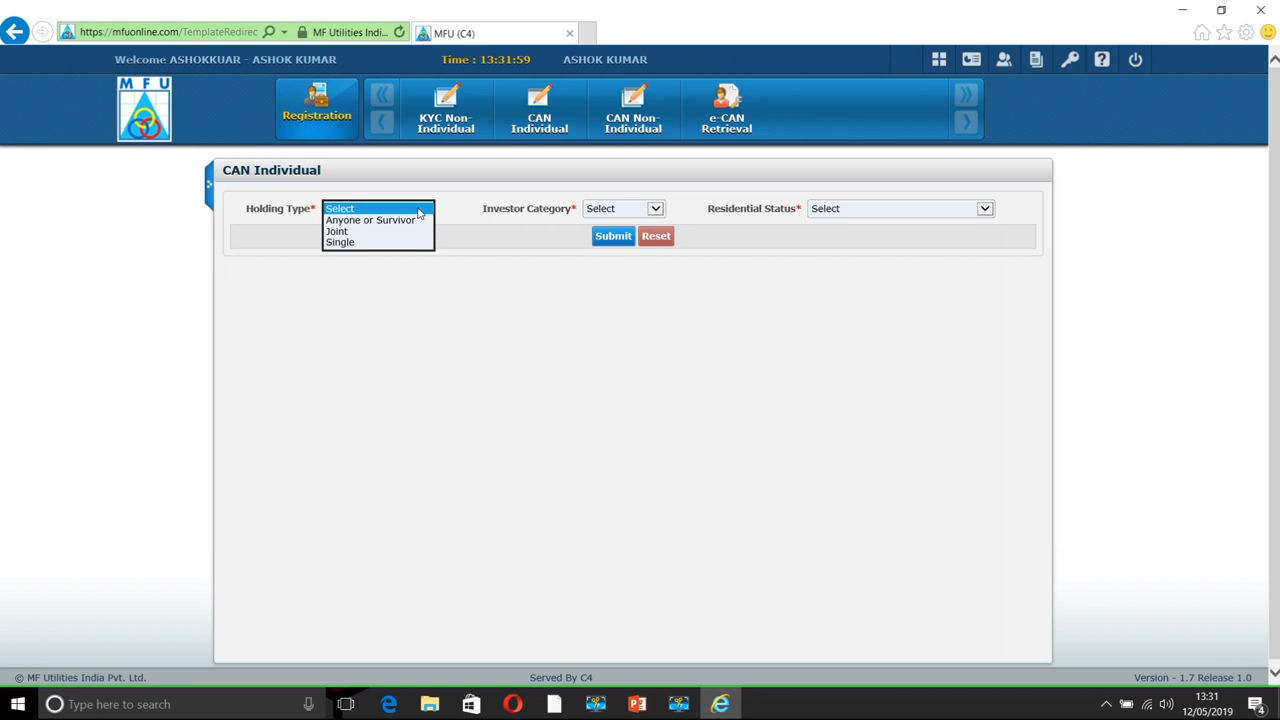 https://mfuonline.com/TemplateRedirec
MF Utilities Indi...
MFU (C4)
Welcome ASHOKKUAR - ASHOK KUMAR
Time : 13:31:59
ASHOK KUMAR
MFU
Registration
KYC Non-
Individual
CAN
Individual
CAN Non-
Individual
e-CAN
Retrieval
CAN Individual
Holding Type*
Select
Anyone or Survivor
Joint
Single
Investor Category*
Select
Residential Status*
Select
Submit
Reset
© MF Utilities India Pvt. Ltd.
Served By C4
Version - 1.7 Release 1.0
Type here to search
13:31
12/05/2019
4